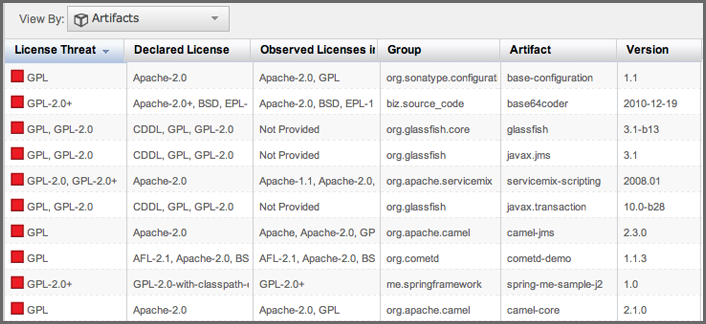 View By: Artifacts
License Threat Declared License Observed Licenses in Group Artifact Version
GPL Apache-2.0 Apache-2.0, GPL org.sonatype.configurat base-configuration 1.1
GPL-2.0+ Apache-2.0+, BSD, EPL- Apache-2.0, BSD, EPL-1 biz.source_code base64coder 2010-12-19
GPL, GPL-2.0 CDDL, GPL, GPL-2.0 Not Provided org.glassfish.core glassfish 3.1-b13
GPL, GPL-2.0 CDDL, GPL, GPL-2.0 Not Provided org.glassfish javax.jms 3.1
GPL-2.0, GPL-2.0+ Apache-2.0 Apache-1.1, Apache-2.0, org.apache.servicemix servicemix-scripting 2008.01
GPL, GPL-2.0 CDDL, GPL, GPL-2.0 Not Provided org.glassfish javax.transaction 10.0-b28
GPL Apache-2.0 Apache, Apache-2.0, GP org.apache.camel camel-jms 2.3.0
GPL AFL-2.1, Apache-2.0, BS AFL-2.1, Apache-2.0, BS org.cometd cometd-demo 1.1.3
GPL-2.0+ GPL-2.0-with-classpath- GPL-2.0+ me.springframework spring-me-sample-j2 1.0
GPL Apache-2.0 Apache-2.0, GPL org.apache.camel camel-core 2.1.0